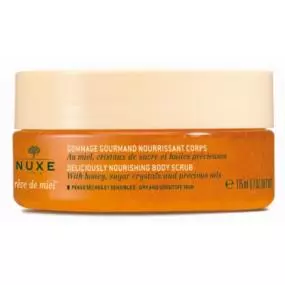 NUXE
rêve de miel
GOMMAGE GOURMAND NOURRISSANT CORPS
Au miel, cristaux de sucre et huiles précieuses
DELICIOUSLY NOURISHING BODY SCRUB
With honey, sugar crystals and precious oils
PEAUX SÈCHES ET SENSIBLES - DRY AND SENSITIVE SKIN
℮ 175 ml